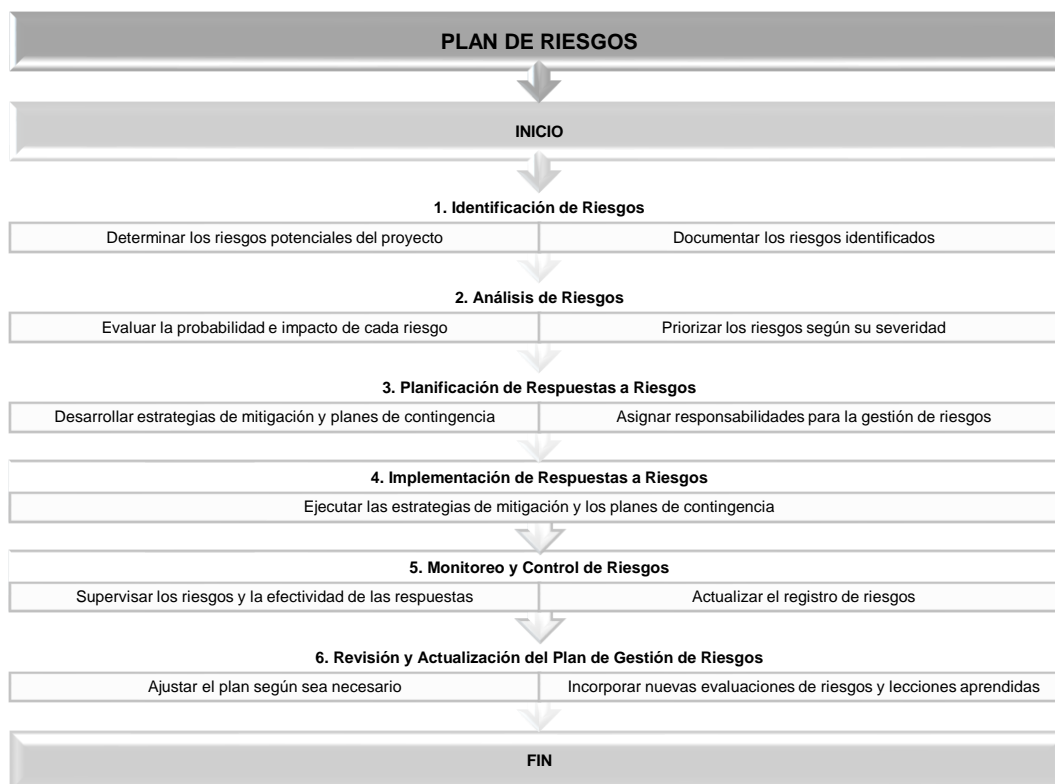 PLAN DE RIESGOS
INICIO
1. Identificación de Riesgos
Determinar los riesgos potenciales del proyecto
Documentar los riesgos identificados
2. Análisis de Riesgos
Evaluar la probabilidad e impacto de cada riesgo
Priorizar los riesgos según su severidad
3. Planificación de Respuestas a Riesgos
Desarrollar estrategias de mitigación y planes de contingencia
Asignar responsabilidades para la gestión de riesgos
4. Implementación de Respuestas a Riesgos
Ejecutar las estrategias de mitigación y los planes de contingencia
5. Monitoreo y Control de Riesgos
Supervisar los riesgos y la efectividad de las respuestas
Actualizar el registro de riesgos
6. Revisión y Actualización del Plan de Gestión de Riesgos
Ajustar el plan según sea necesario
Incorporar nuevas evaluaciones de riesgos y lecciones aprendidas
FIN